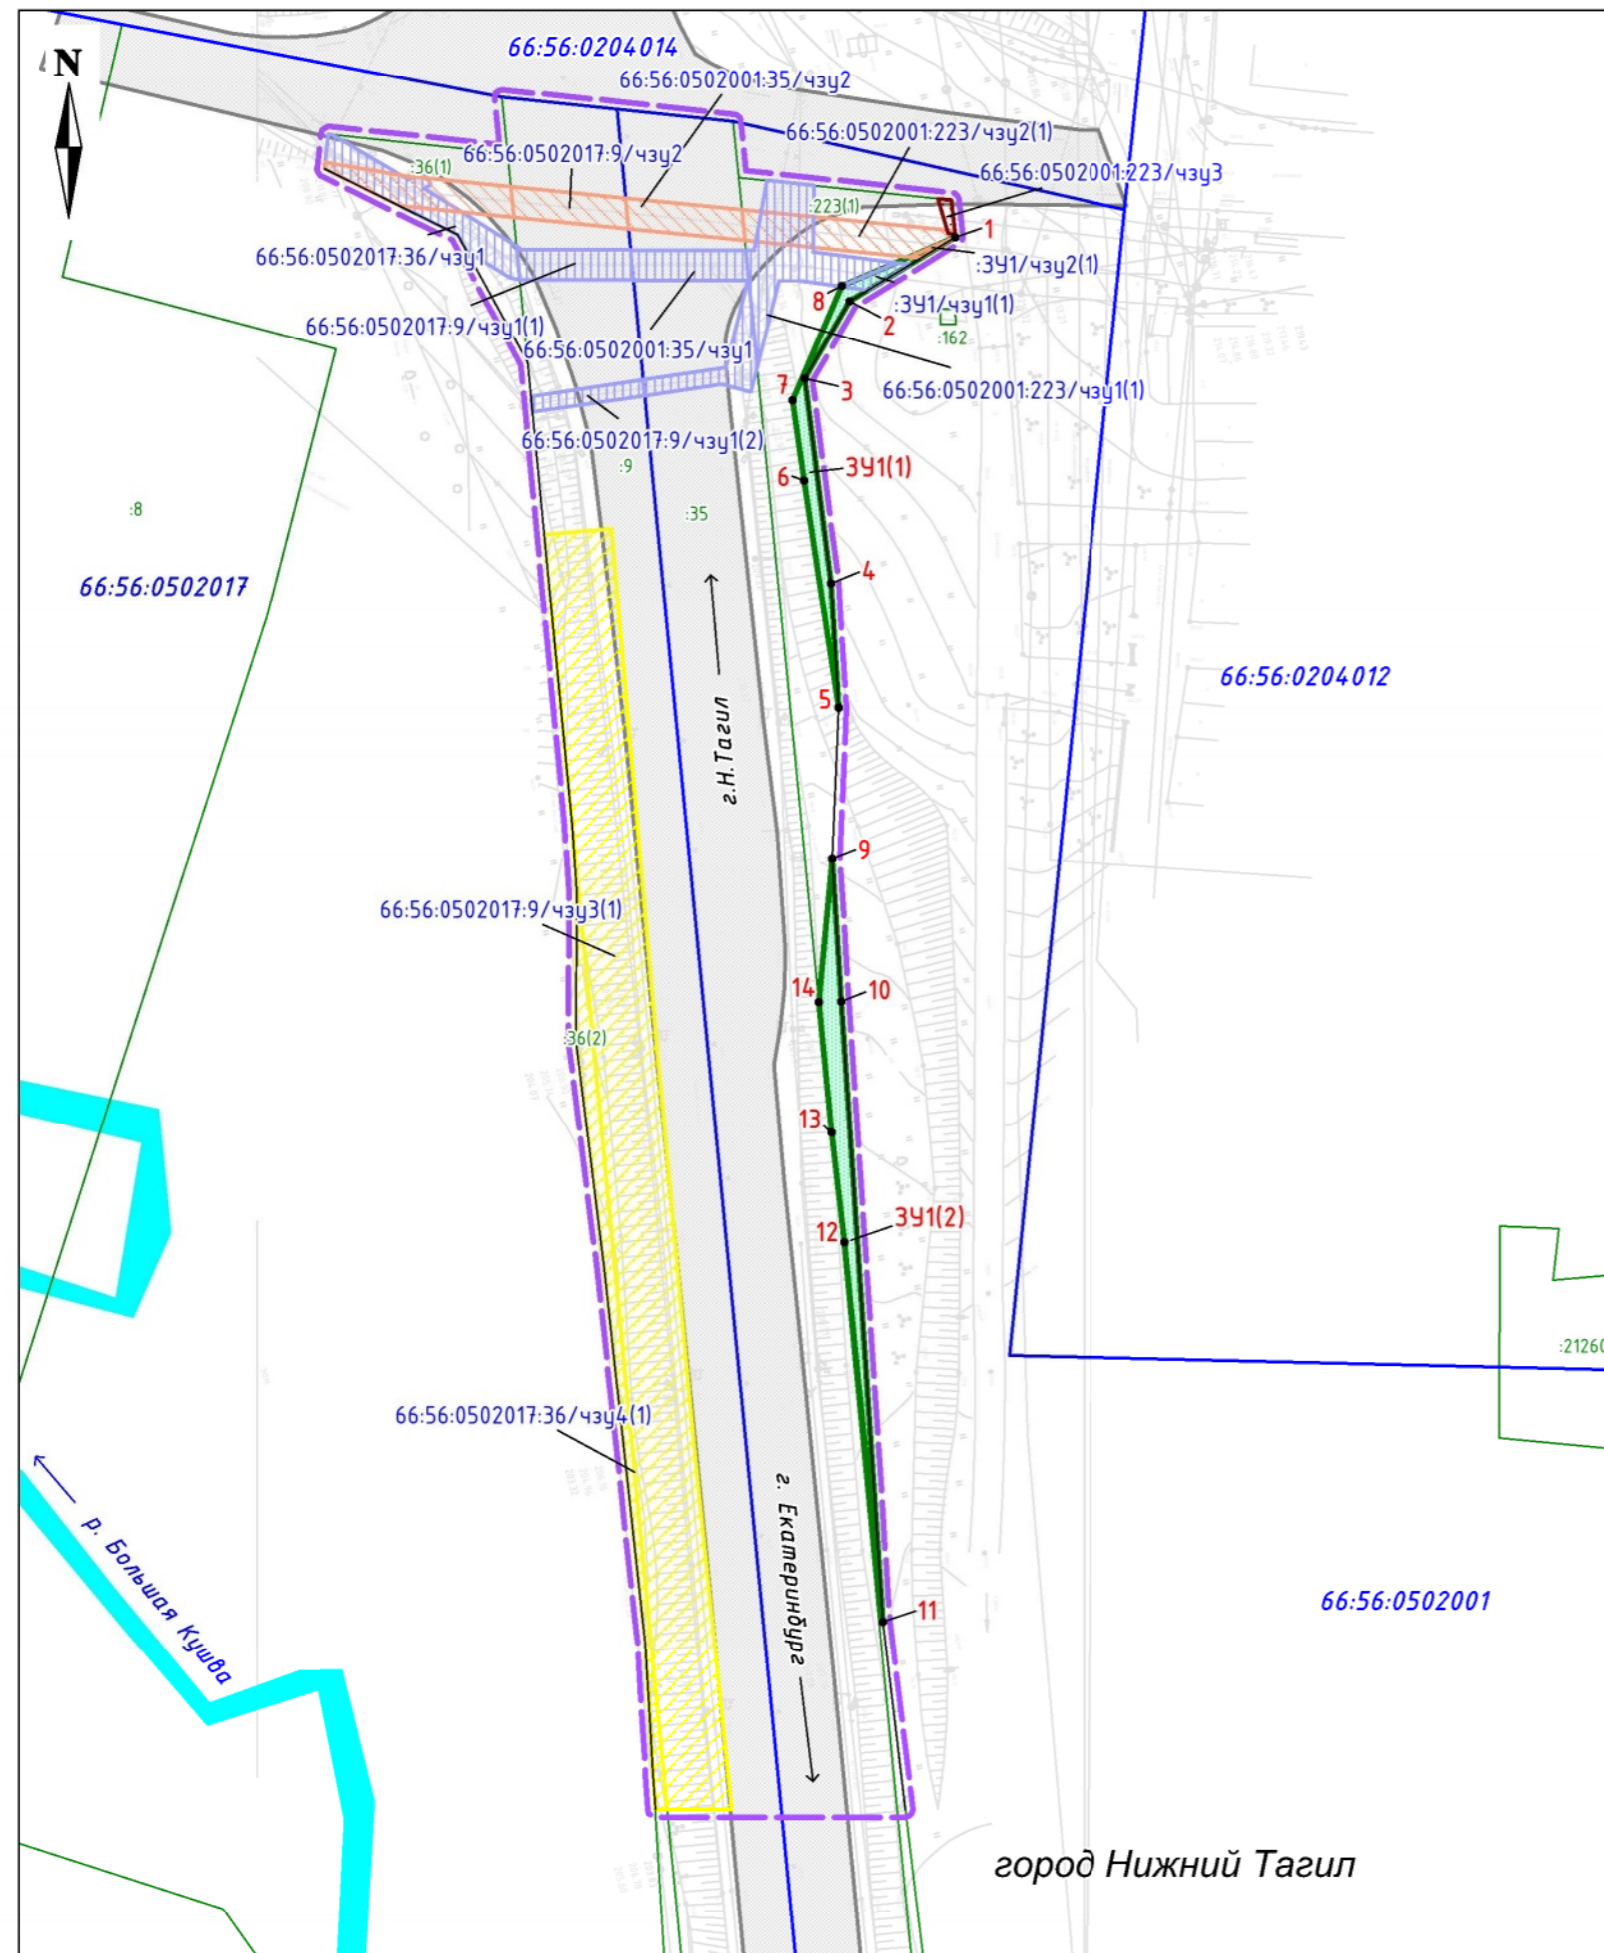 66:56:0204014
N
66:56:0502001:35/чзу2
66:56:0502001:223/чзу2(1)
66:56:0502017:9/чзу2
:36(1)
66:56:0502001:223/чзу3
:223(1)
1
66:56:0502017:36/чзу1
:ЗУ1/чзу2(1)
8
:ЗУ1/чзу1(1)
2
66:56:0502017:9/чзу1(1)
:162
66:56:0502001:35/чзу1
7
3
66:56:0502001:223/чзу1(1)
66:56:0502017:9/чзу1(2)
:9
6
ЗУ1(1)
:8
:35
4
66:56:0502017
66:56:0204012
5
г.Н.Тагил
9
66:56:0502017:9/чзу3(1)
14
10
:36(2)
13
12
ЗУ1(2)
:21260
66:56:0502017:36/чзу4(1)
г. Екатеринбург
р. Большая Кушва
11
66:56:0502001
город Нижний Тагил